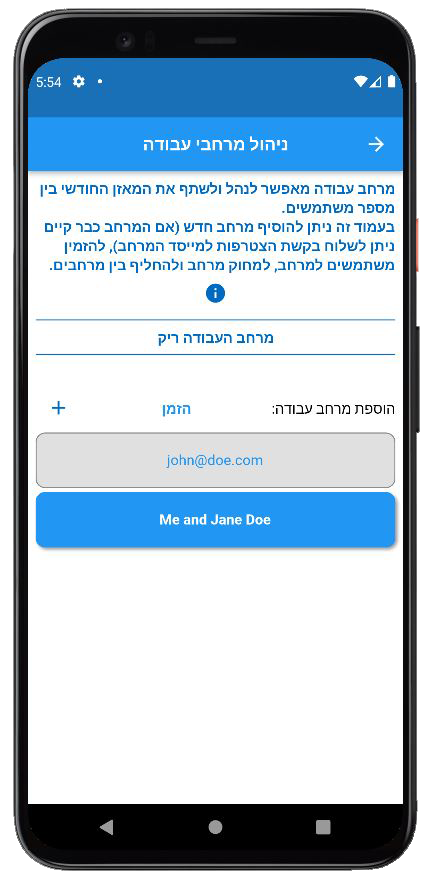 5:54
ניהול מרחבי עבודה
מרחב עבודה מאפשר לנהל ולשתף את המאזן החודשי בין
מספר משתמשים.
בעמוד זה ניתן להוסיף מרחב חדש (אם המרחב כבר קיים
ניתן לשלוח בקשת הצטרפות למייסד המרחב), להזמין
משתמשים למרחב, למחוק מרחב ולהחליף בין מרחבים.
מרחב העבודה ריק
הוספת מרחב עבודה: הזמן +
john@doe.com
Me and Jane Doe